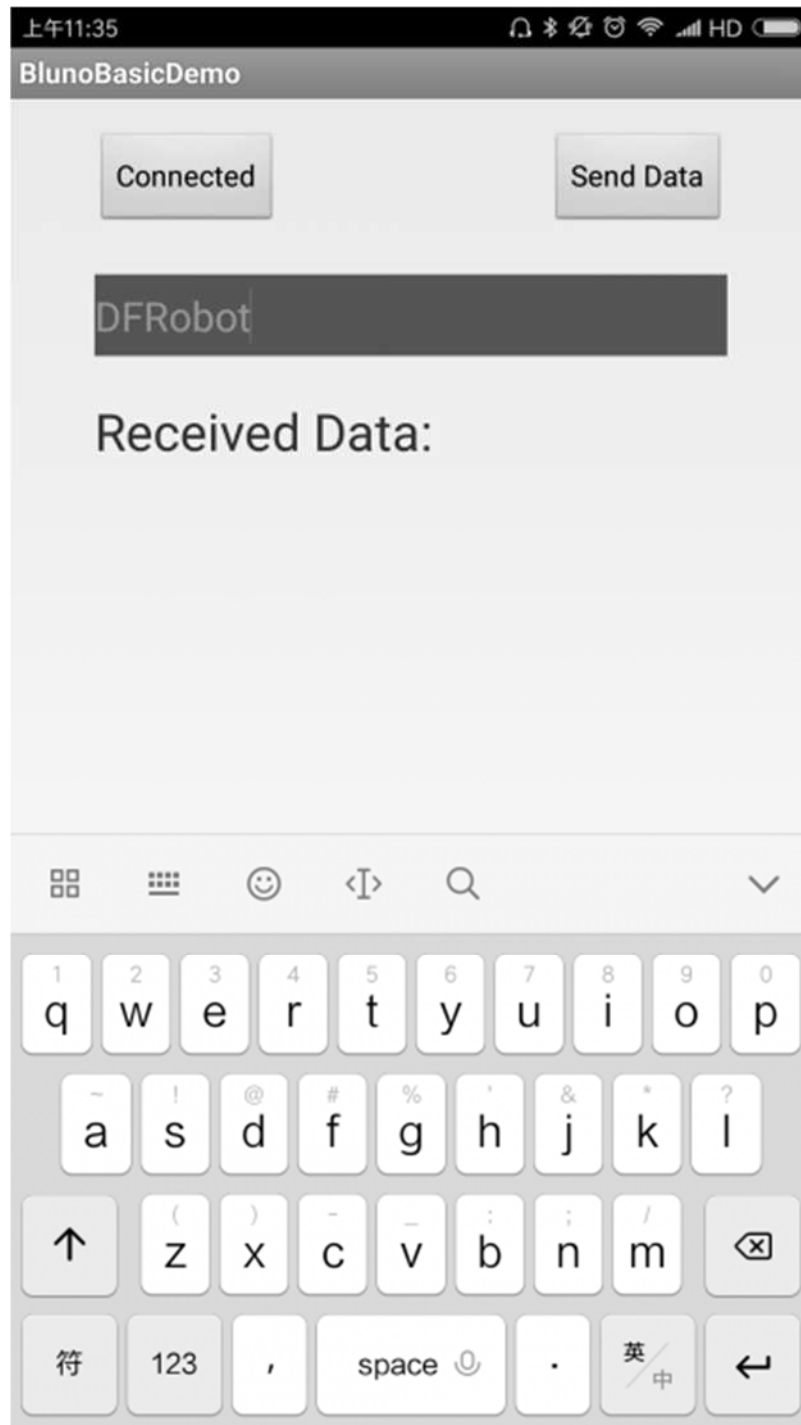 上午11:35 HD
BlunoBasicDemo
Connected Send Data
DFRobot
Received Data:
1 2 3 4 5 6 7 8 9 0
q w e r t y u i o p
~ ! @ # % ' & * ?
a s d f g h j k l
( ) - _ : ; /
z x c v b n m
符 123 , space . 英/中